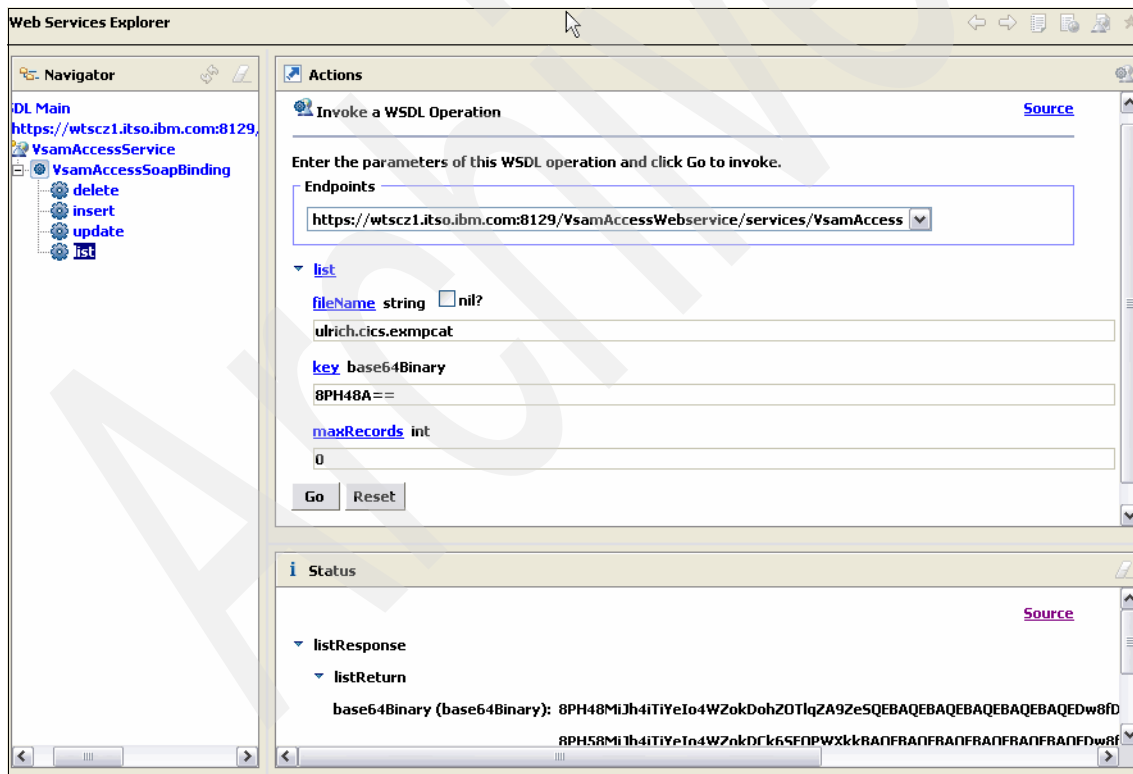 Web Services Explorer
Navigator
Actions
SDL Main
https://wtscz1.itso.ibm.com:8129/
VsamAccessService
VsamAccessSoapBinding
delete
insert
update
list
Invoke a WSDL Operation
Source
Enter the parameters of this WSDL operation and click Go to invoke.
Endpoints
https://wtscz1.itso.ibm.com:8129/VsamAccessWebservice/services/VsamAccess
list
fileName string nil?
ulrich.cics.exmpcat
key base64Binary
8PH48A==
maxRecords int
0
Go Reset
Status
Source
listResponse
listReturn
base64Binary (base64Binary):
Archive